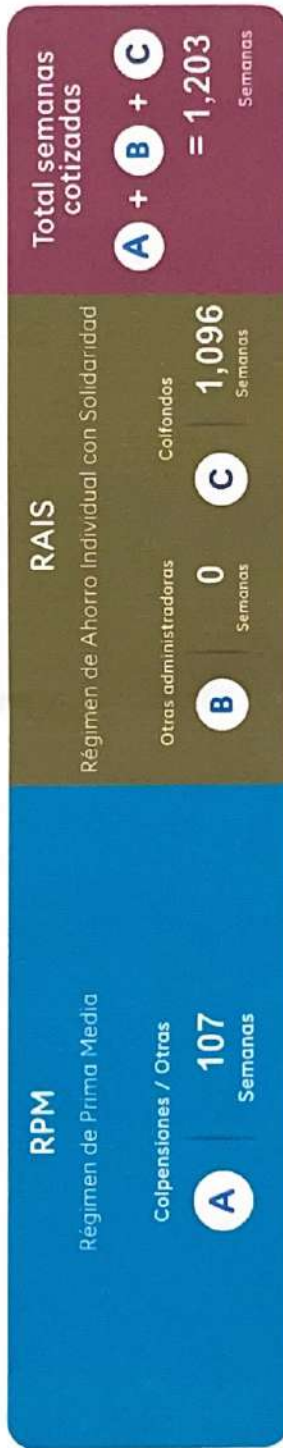 RPM
Régimen de Prima Media
Colpensiones / Otras
A
107
Semanas
RAIS
Régimen de Ahorro Individual con Solidaridad
Otras administradoras
B
0
Semanas
Colfondos
C
1,096
Semanas
Total semanas
cotizadas
A + B + C
= 1,203
Semanas